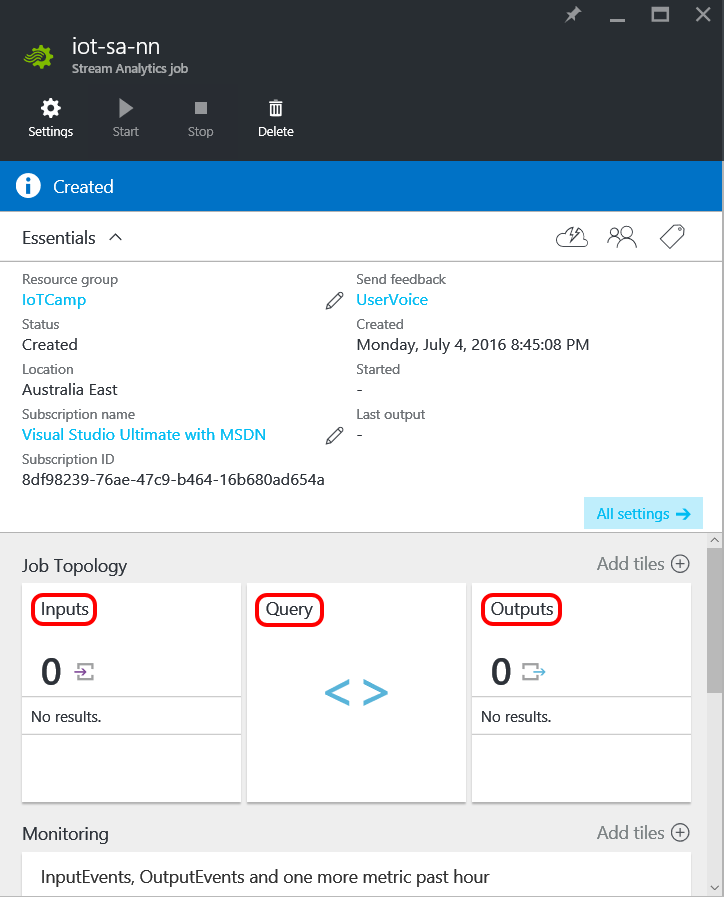 iot-sa-nn
Stream Analytics job
Settings
Start
Stop
Delete
Created
Essentials
Resource group
IoTCamp
Send feedback
UserVoice
Status
Created
Created
Monday, July 4, 2016 8:45:08 PM
Location
Australia East
Started
-
Subscription name
Visual Studio Ultimate with MSDN
Last output
-
Subscription ID
8df98239-76ae-47c9-b464-16b680ad654a
All settings
Job Topology
Add tiles
Inputs
0
No results.
Query
< >
Outputs
0
No results.
Monitoring
Add tiles
InputEvents, OutputEvents and one more metric past hour